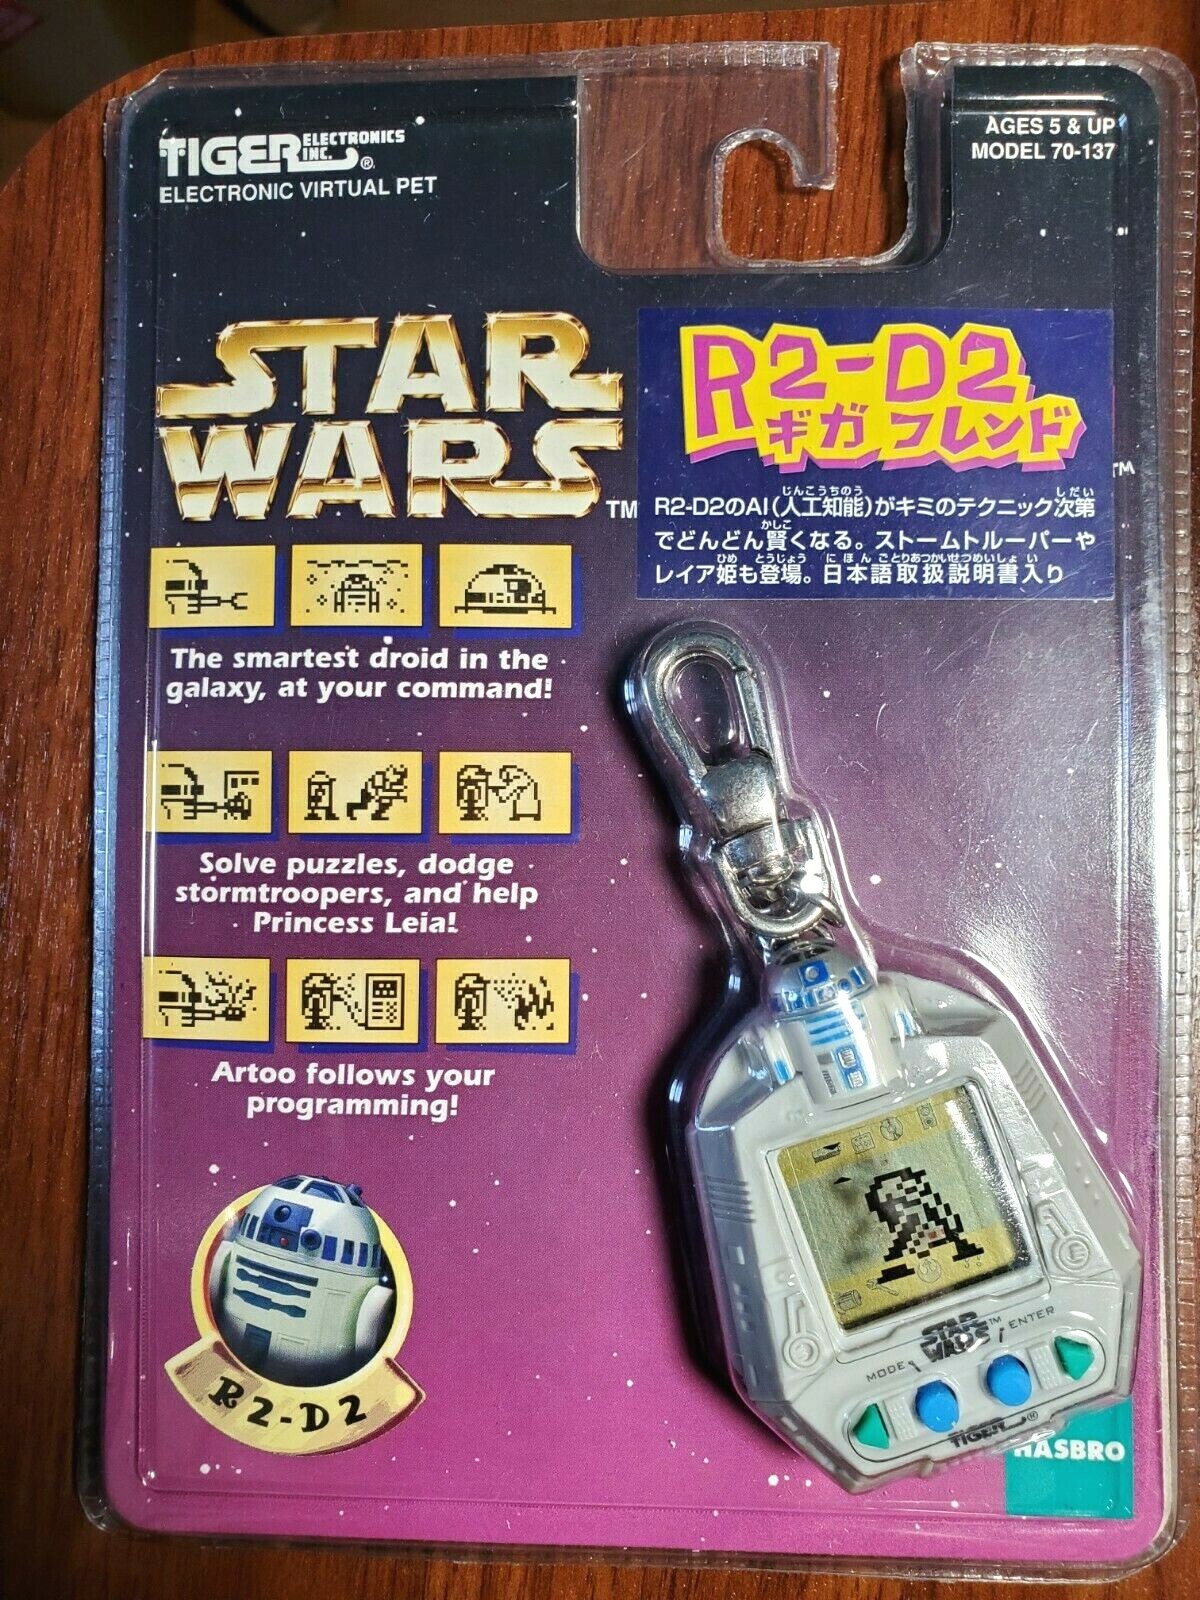 TIGER ELECTRONICS INC. ®
ELECTRONIC VIRTUAL PET
AGES 5 & UP
MODEL 70-137
STAR
WARS TM
R2-D2
ギガフレンド
TM
R2-D2のAI(人工知能)がキミのテクニック次第
でどんどん賢くなる。ストームトルーパーや
レイア姫も登場。日本語取扱説明書入り
The smartest droid in the
galaxy, at your command!
Solve puzzles, dodge
stormtroopers, and help
Princess Leia!
Artoo follows your
programming!
R2-D2
MODE STAR WARS TM ENTER
TIGER ®
HASBRO